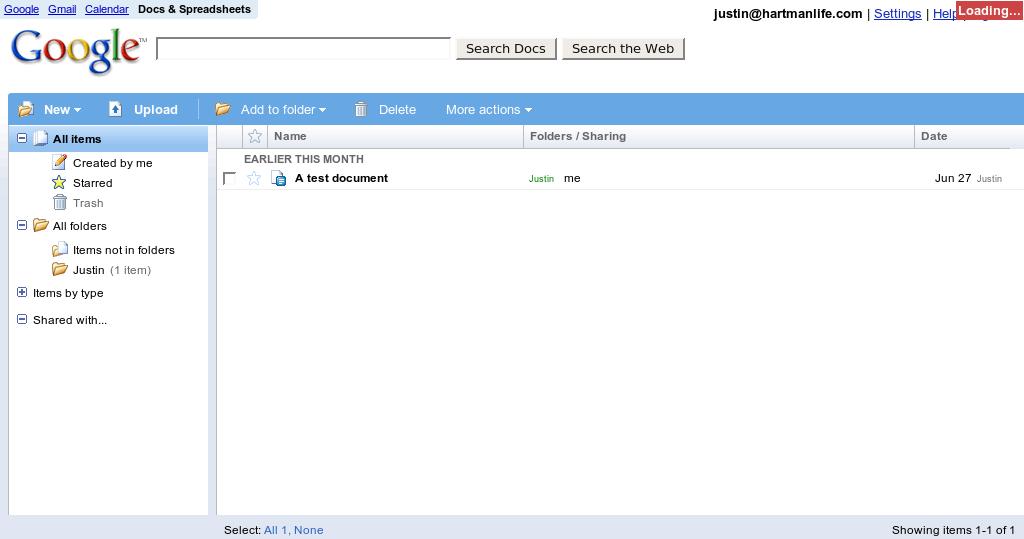 Google Gmail Calendar Docs & Spreadsheets
justin@hartmanlife.com | Settings |
Loading...
Google™
Search Docs Search the Web
New Upload Add to folder Delete More actions
All items
Created by me
Starred
Trash
All folders
Items not in folders
Justin (1 item)
Items by type
Shared with...
Name Folders / Sharing Date
EARLIER THIS MONTH
A test document Justin me Jun 27 Justin
Select: All 1, None Showing items 1-1 of 1